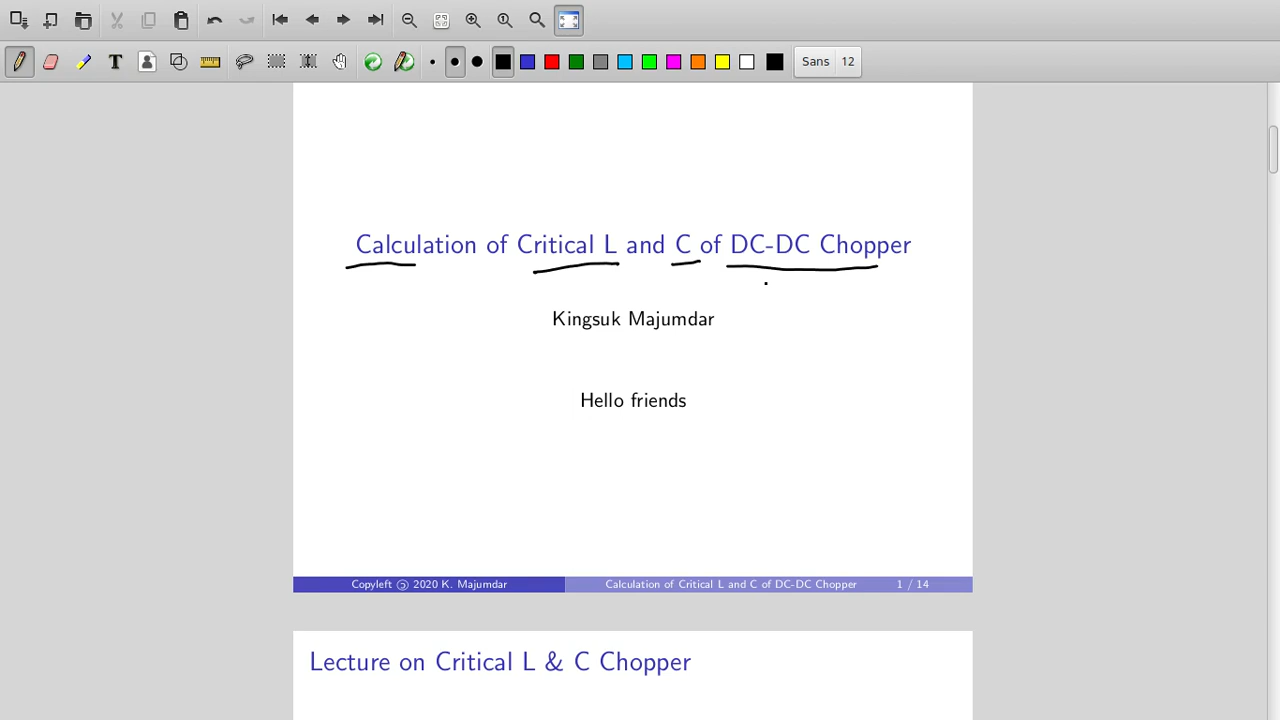 Sans 12
Calculation of Critical L and C of DC-DC Chopper
Kingsuk Majumdar
Hello friends
Copyleft 🄯 2020 K. Majumdar Calculation of Critical L and C of DC-DC Chopper 1 / 14
Lecture on Critical L & C Chopper